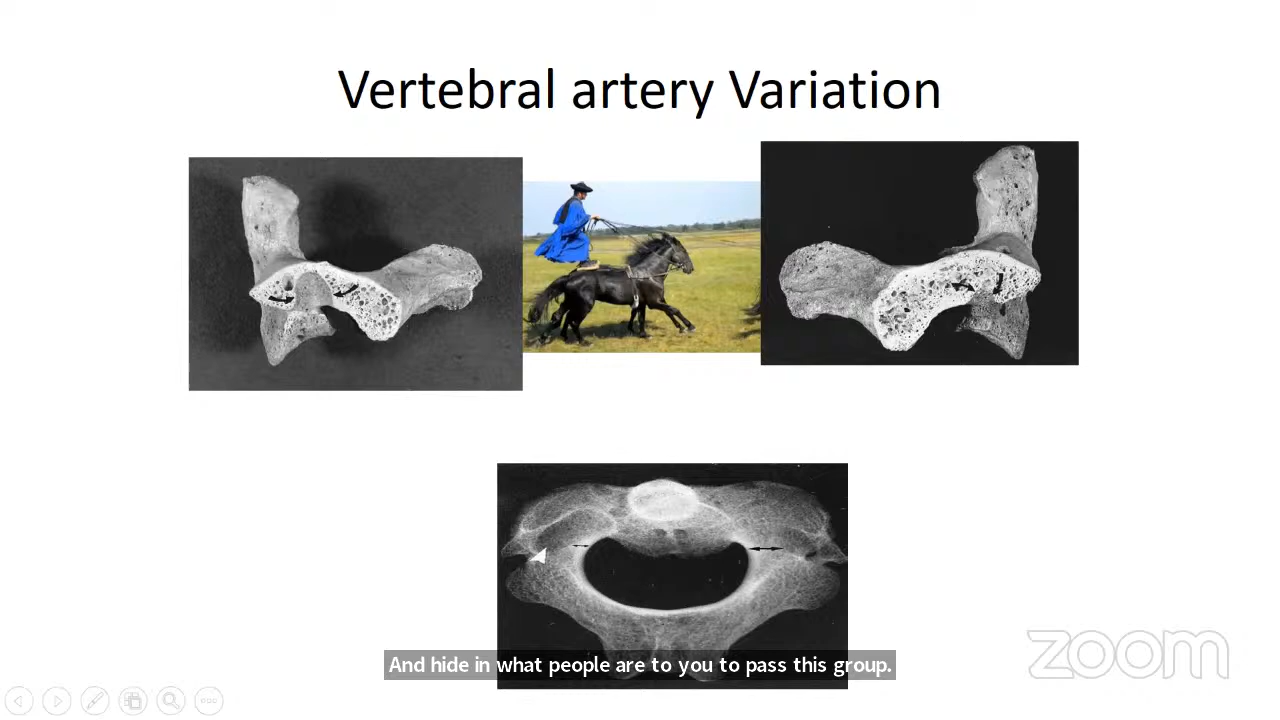 Vertebral artery Variation
And hide in what people are to you to pass this group.
zoom